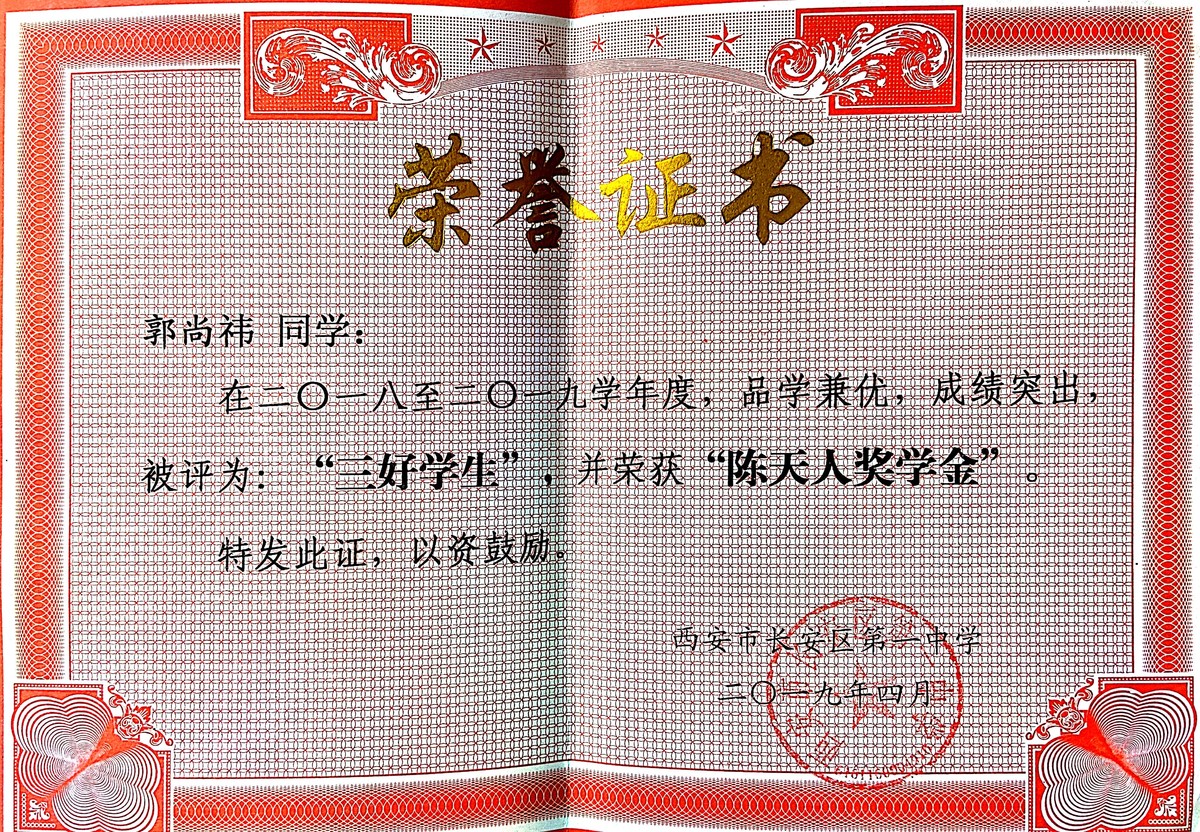 荣誉证书
郭尚祎 同学：
在二〇一八至二〇一九学年度，品学兼优，成绩突出，
被评为：“三好学生”，并荣获“陈天人奖学金”。
特发此证，以资鼓励。
西安市长安区第一中学
二〇一九年四月